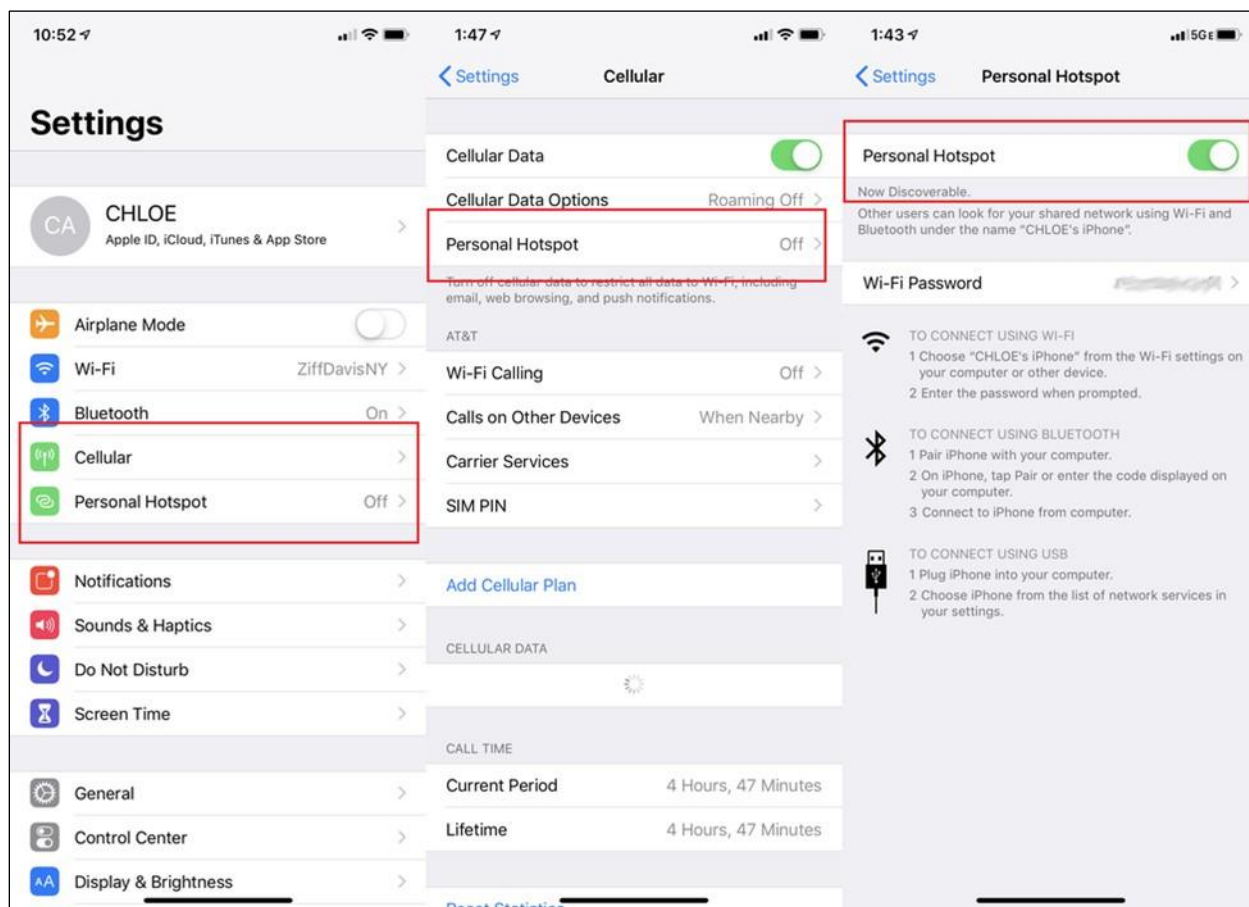 10:52
Settings
CA
CHLOE
Apple ID, iCloud, iTunes & App Store
Airplane Mode
Wi-Fi ZiffDavisNY
Bluetooth On
Cellular
Personal Hotspot Off
Notifications
Sounds & Haptics
Do Not Disturb
Screen Time
General
Control Center
AA Display & Brightness
1:47
Settings Cellular
Cellular Data
Cellular Data Options Roaming Off
Personal Hotspot Off
Turn off cellular data to restrict all data to Wi-Fi, including
email, web browsing, and push notifications.
AT&T
Wi-Fi Calling Off
Calls on Other Devices When Nearby
Carrier Services
SIM PIN
Add Cellular Plan
CELLULAR DATA
CALL TIME
Current Period 4 Hours, 47 Minutes
Lifetime 4 Hours, 47 Minutes
Reset Statistics
1:43 5GE
Settings Personal Hotspot
Personal Hotspot
Now Discoverable.
Other users can look for your shared network using Wi-Fi and
Bluetooth under the name “CHLOE's iPhone”.
Wi-Fi Password
TO CONNECT USING WI-FI
1 Choose “CHLOE's iPhone” from the Wi-Fi settings on
your computer or other device.
2 Enter the password when prompted.
TO CONNECT USING BLUETOOTH
1 Pair iPhone with your computer.
2 On iPhone, tap Pair or enter the code displayed on
your computer.
3 Connect to iPhone from computer.
TO CONNECT USING USB
1 Plug iPhone into your computer.
2 Choose iPhone from the list of network services in
your settings.